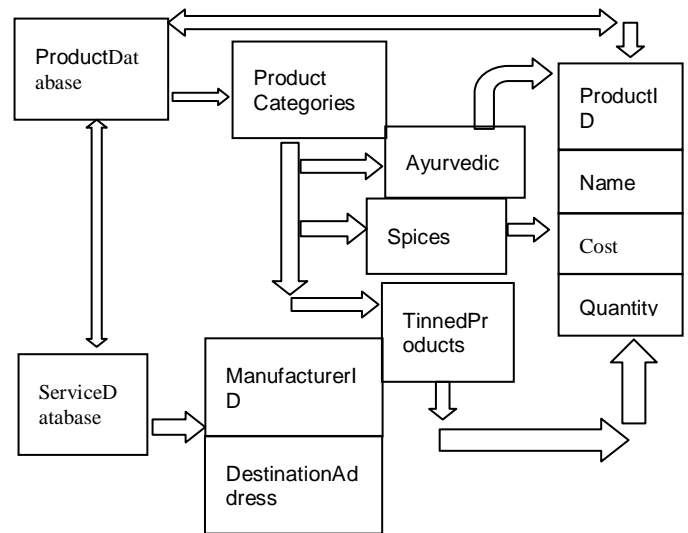 ProductDat
abase
Product
Categories
ProductI
D
Ayurvedic
Name
Spices
Cost
TinnedPr
oducts
Quantity
ServiceD
atabase
ManufacturerI
D
DestinationAd
dress